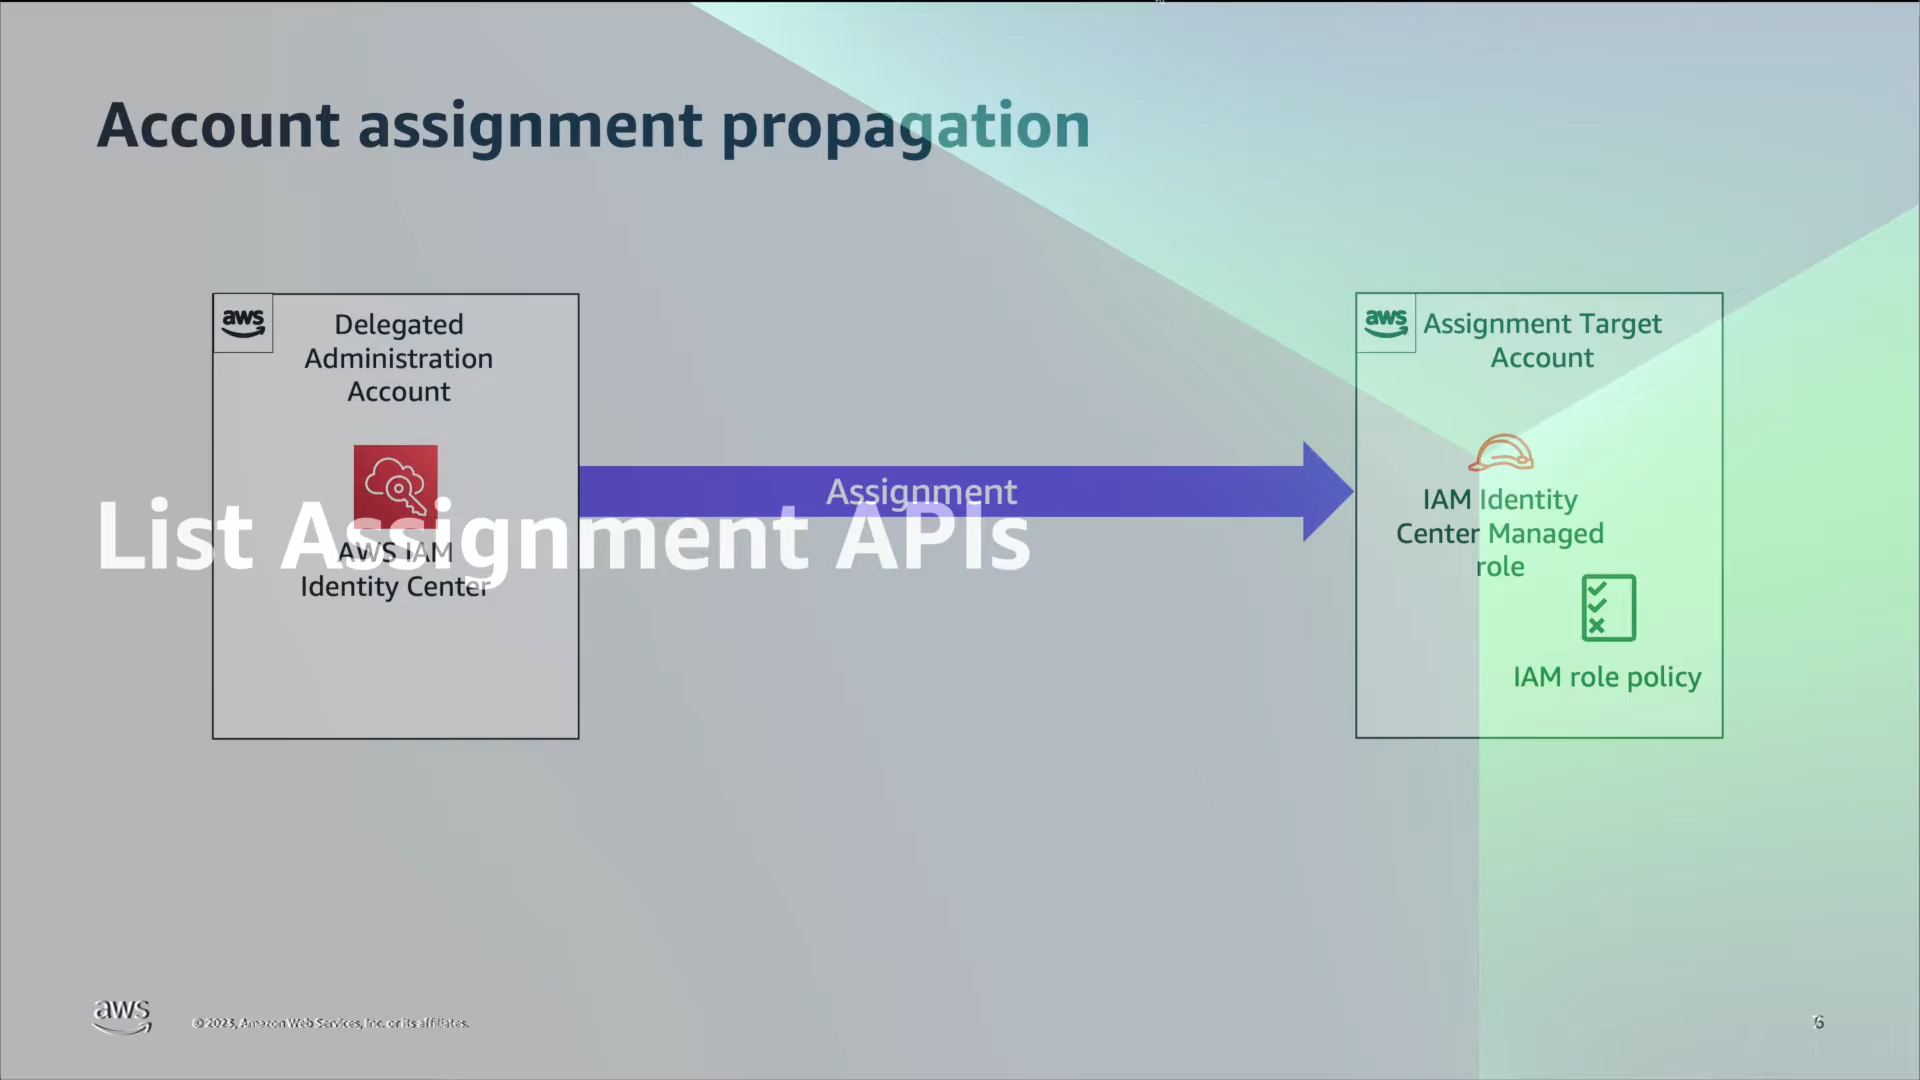 Account assignment propagation
aws
Delegated
Administration
Account
AWS IAM
Identity Center
Assignment
List Assignment APIs
aws
Assignment Target
Account
IAM Identity
Center Managed
role
IAM role policy
aws
© 2023, Amazon Web Services, Inc. or its affiliates.
6